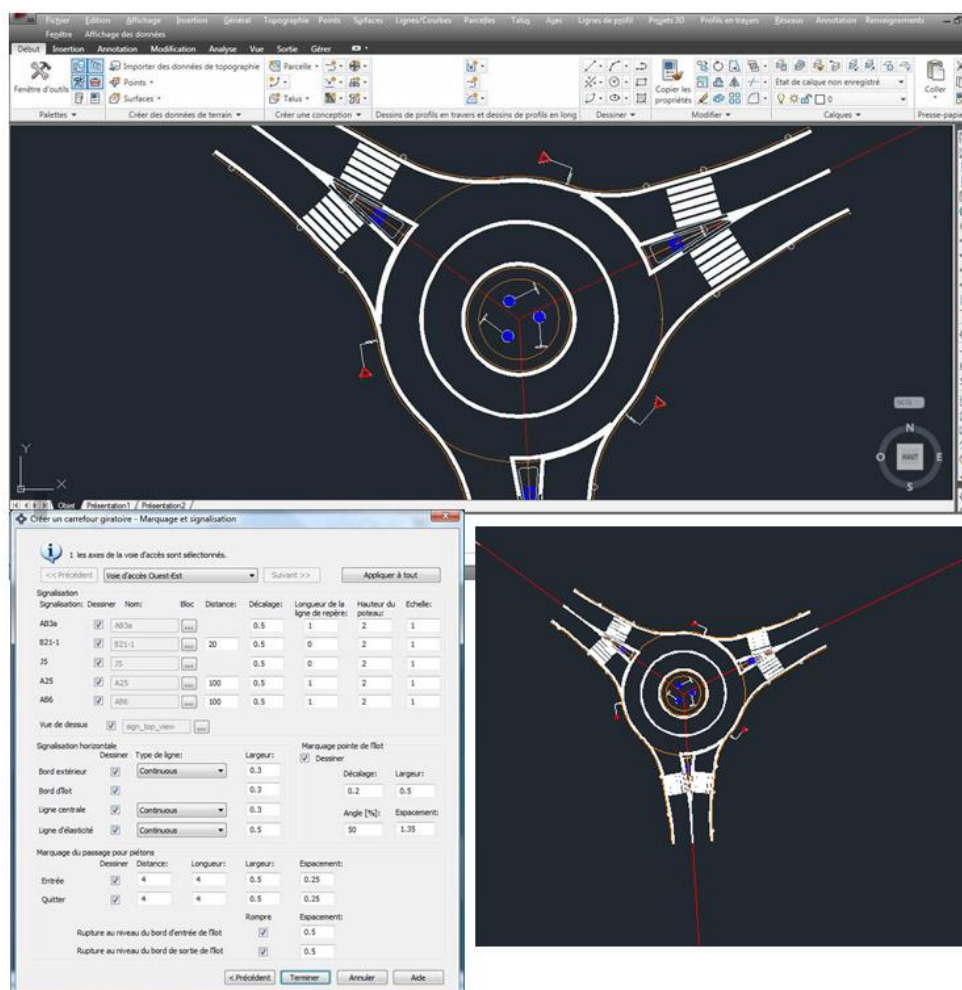 Fichier Edition Affichage Insertion Général Topographie Points Surfaces Lignes/Courbes Parcelles Talus Axes Lignes de profil Projets 3D Profils en travers Réseaux Annotation Renseignements
Fenêtre Affichage des données
Début Insertion Annotation Modification Analyse Vue Sortie Gérer
Importer des données de topographie
Parcelle
Fenêtre d'outils
Points
Surfaces
Talus
Copier les propriétés
Etat de calque non enregistré
0
Coller
Palettes
Créer des données de terrain
Créer une conception
Dessins de profils en travers et dessins de profils en long
Dessiner
Modifier
Calques
Presse-papie
N
O HAUT E
S
Y
X
Objet Présentation1 Présentation2
Créer un carrefour giratoire - Marquage et signalisation
1 les axes de la voie d'accès sont sélectionnés.
<< Précédent Voie d'accès Ouest-Est Suivant >> Appliquer à tout
Signalisation
Signalisation: Dessiner Nom: Bloc Distance: Décalage: Longueur de la ligne de repère: Hauteur du poteau: Echelle:
AB3a AB3a ... 0.5 1 2 1
B21-1 B21-1 ... 20 0.5 0 2 1
J5 J5 ... 0.5 0 2 1
A25 A25 ... 100 0.5 1 2 1
AB6 AB6 ... 100 0.5 1 2 1
Vue de dessus sign_top_view ...
Signalisation horizontale
Dessiner Type de ligne: Largeur:
Bord extérieur Continuous 0.3
Bord d'îlot 0.3
Ligne centrale Continuous 0.3
Ligne d'élasticité Continuous 0.5
Marquage pointe de l'îlot
Dessiner
Décalage: Largeur:
0.2 0.5
Angle [%]: Espacement:
50 1.35
Marquage du passage pour piétons
Dessiner Distance: Longueur: Largeur: Espacement:
Entrée 4 4 0.5 0.25
Quitter 4 4 0.5 0.25
Rompre Espacement:
Rupture au niveau du bord d'entrée de l'îlot 0.5
Rupture au niveau du bord de sortie de l'îlot 0.5
< Précédent Terminer Annuler Aide